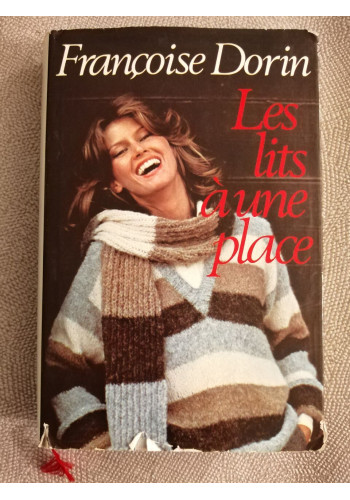 Françoise Dorin
Les
lits
à une
place